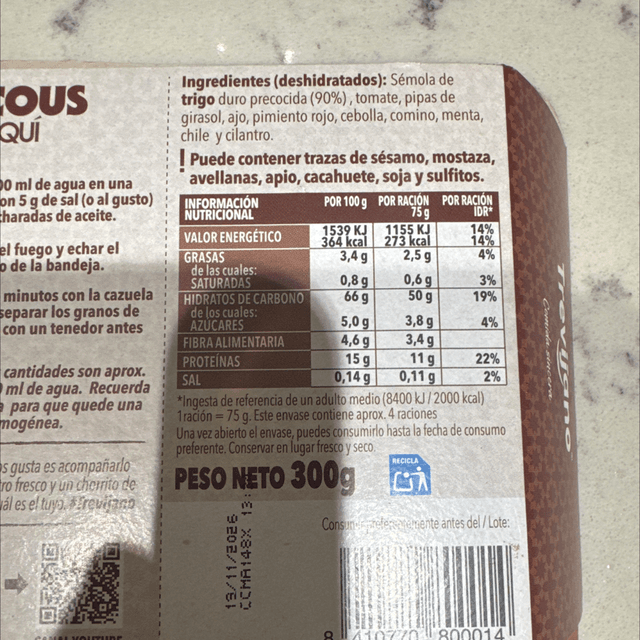 COUS
QUÍ
00 ml de agua en una
on 5 g de sal (o al gusto)
charadas de aceite.
el fuego y echar el
o de la bandeja.
minutos con la cazuela
separar los granos de
con un tenedor antes
cantidades son aprox.
0 ml de agua. Recuerda
a para que quede una
mogénea.
os gusta es acompañarlo
tro fresco y un chorrito de
uál es el tuyo. #Trevijano
CANAL YOUTUBE
Ingredientes (deshidratados): Sémola de
trigo duro precocida (90%), tomate, pipas de
girasol, ajo, pimiento rojo, cebolla, comino, menta,
chile y cilantro.
! Puede contener trazas de sésamo, mostaza,
avellanas, apio, cacahuete, soja y sulfitos.
INFORMACIÓN NUTRICIONAL POR 100 g POR RACIÓN 75 g POR RACIÓN IDR*
VALOR ENERGÉTICO 1539 KJ 1155 KJ 14%
364 kcal 273 kcal 14%
GRASAS 3,4 g 2,5 g 4%
de las cuales:
SATURADAS 0,8 g 0,6 g 3%
HIDRATOS DE CARBONO 66 g 50 g 19%
de los cuales:
AZÚCARES 5,0 g 3,8 g 4%
FIBRA ALIMENTARIA 4,6 g 3,4 g
PROTEÍNAS 15 g 11 g 22%
SAL 0,14 g 0,11 g 2%
*Ingesta de referencia de un adulto medio (8400 kJ / 2000 kcal)
1 ración = 75 g. Este envase contiene aprox. 4 raciones
Una vez abierto el envase, puedes consumirlo hasta la fecha de consumo
preferente. Conservar en lugar fresco y seco.
PESO NETO 300g
RECICLA
Consumir preferentemente antes del / Lote:
19/11/2026
CCMA148X 13:
8 410770 800014
Trevijano